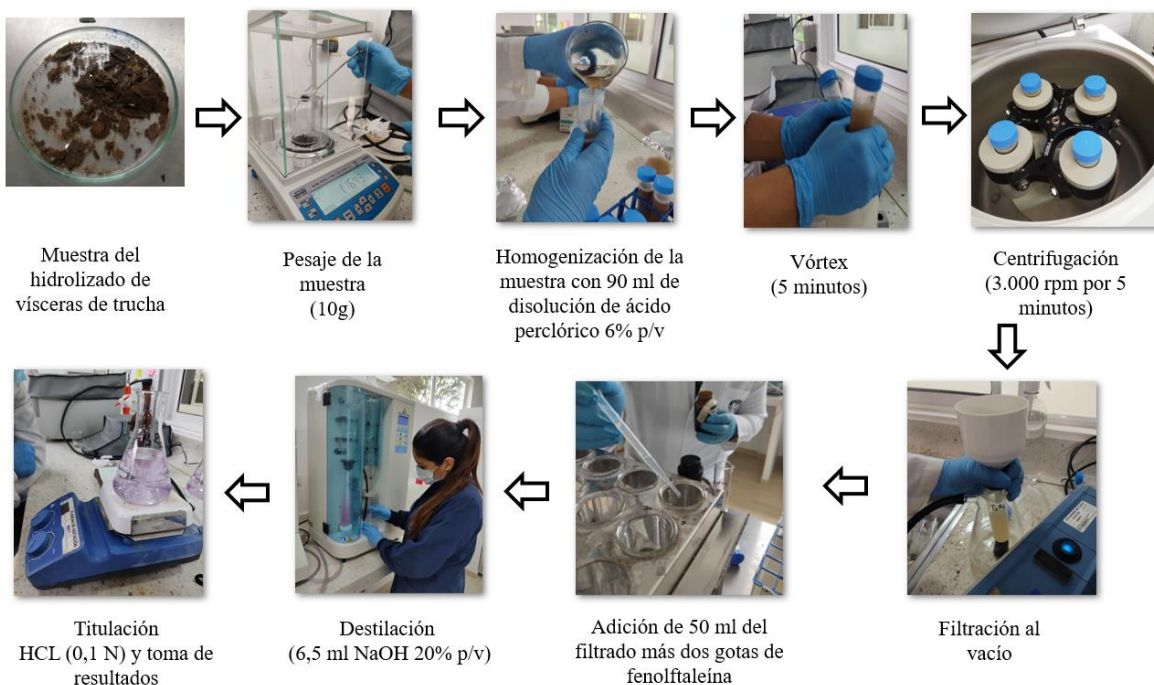 Muestra del
hidrolizado de
vísceras de trucha
Pesaje de la
muestra
(10g)
Homogenización de la
muestra con 90 ml de
disolución de ácido
perclórico 6% p/v
Vórtex
(5 minutos)
Centrifugación
(3.000 rpm por 5
minutos)
Filtración al
vacío
Adición de 50 ml del
filtrado más dos gotas de
fenolftaleína
Destilación
(6,5 ml NaOH 20% p/v)
Titulación
HCL (0,1 N) y toma de
resultados